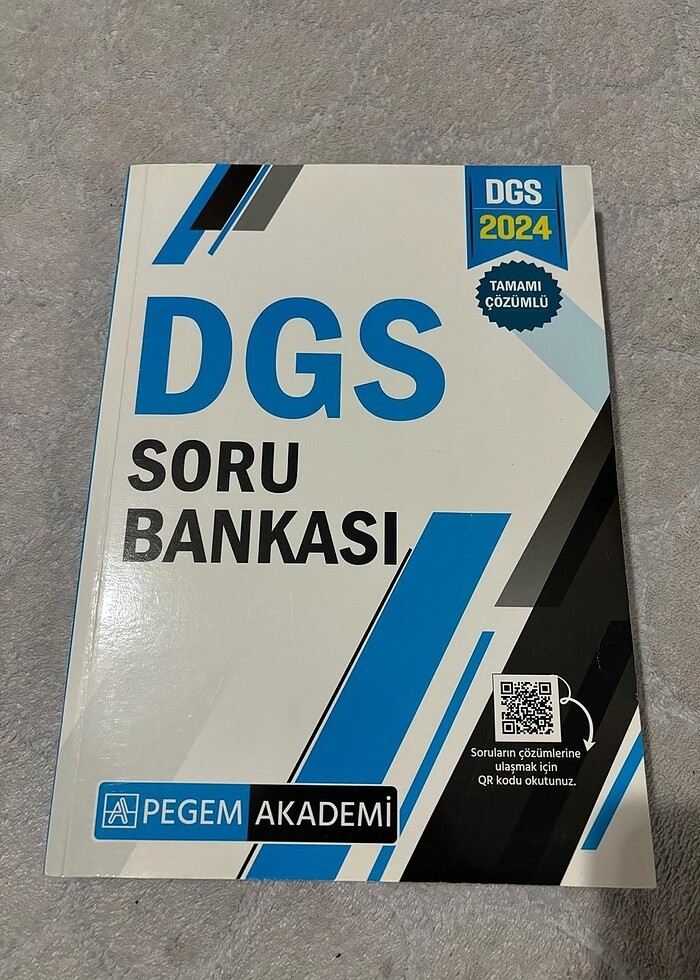 DGS
2024
TAMAMI
ÇÖZÜMLÜ
DGS
SORU
BANKASI
Soruların çözümlerine
ulaşmak için
QR kodu okutunuz.
PEGEM AKADEMİ